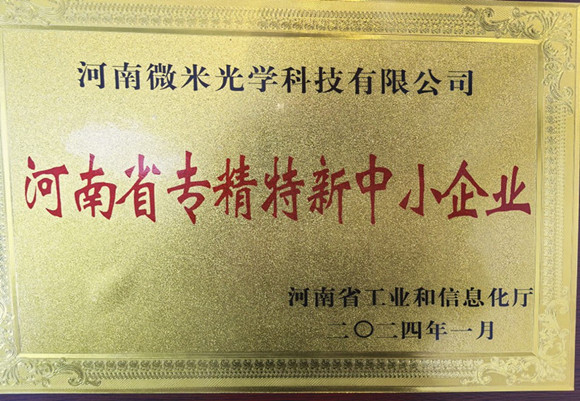 河南微米光学科技有限公司
河南省专精特新中小企业
河南省工业和信息化厅
二〇二四年一月